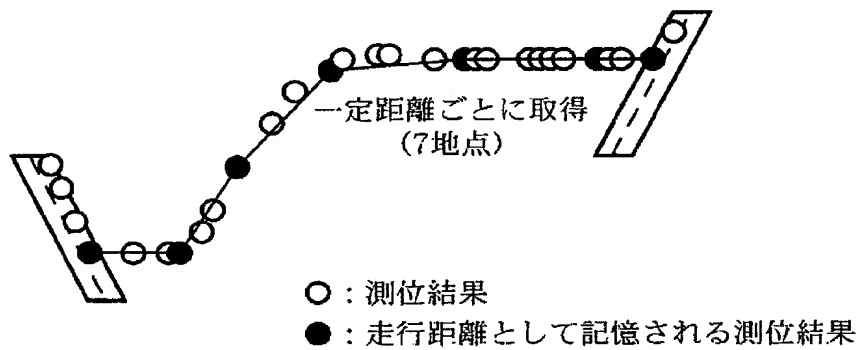 一定距離ごとに取得
(7地点)
○：測位結果
●：走行距離として記憶される測位結果